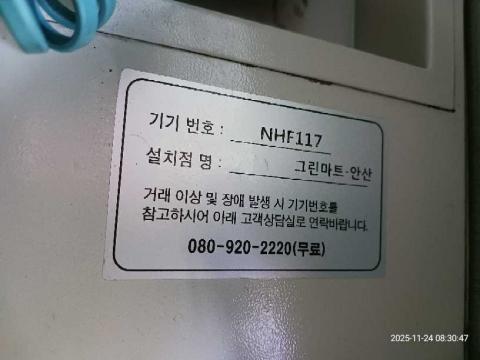 기기 번호 : NHF117
설치점 명 : 그린마트-안산
거래 이상 및 장애 발생 시 기기번호를
참고하시어 아래 고객상담실로 연락바랍니다.
080-920-2220(무료)
2025-11-24 08:30:47